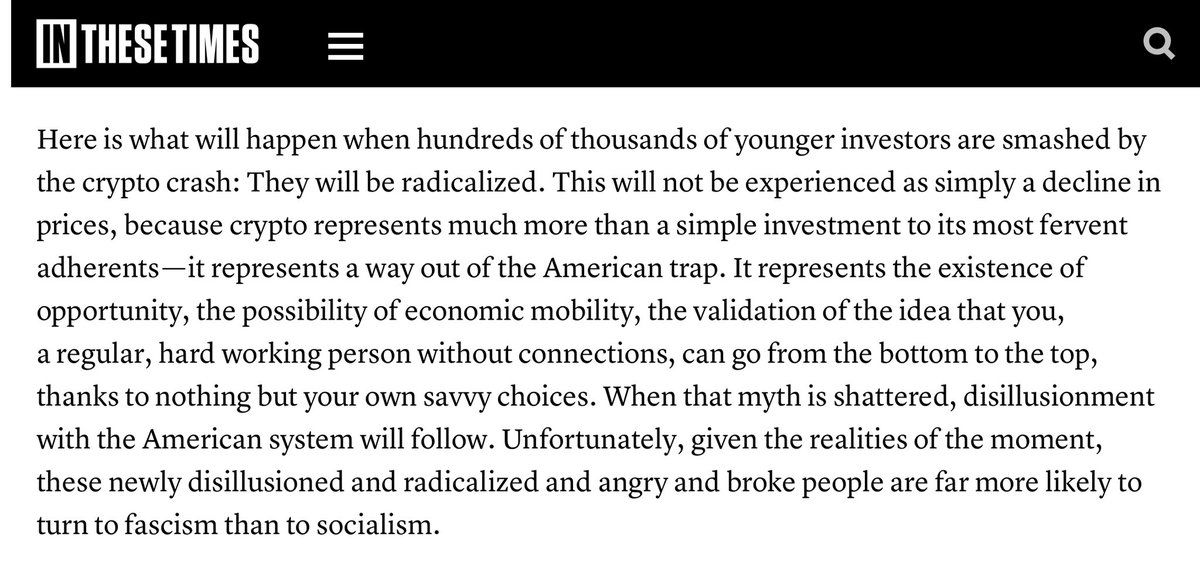 IN THESE TIMES
Here is what will happen when hundreds of thousands of younger investors are smashed by
the crypto crash: They will be radicalized. This will not be experienced as simply a decline in
prices, because crypto represents much more than a simple investment to its most fervent
adherents—it represents a way out of the American trap. It represents the existence of
opportunity, the possibility of economic mobility, the validation of the idea that you,
a regular, hard working person without connections, can go from the bottom to the top,
thanks to nothing but your own savvy choices. When that myth is shattered, disillusionment
with the American system will follow. Unfortunately, given the realities of the moment,
these newly disillusioned and radicalized and angry and broke people are far more likely to
turn to fascism than to socialism.